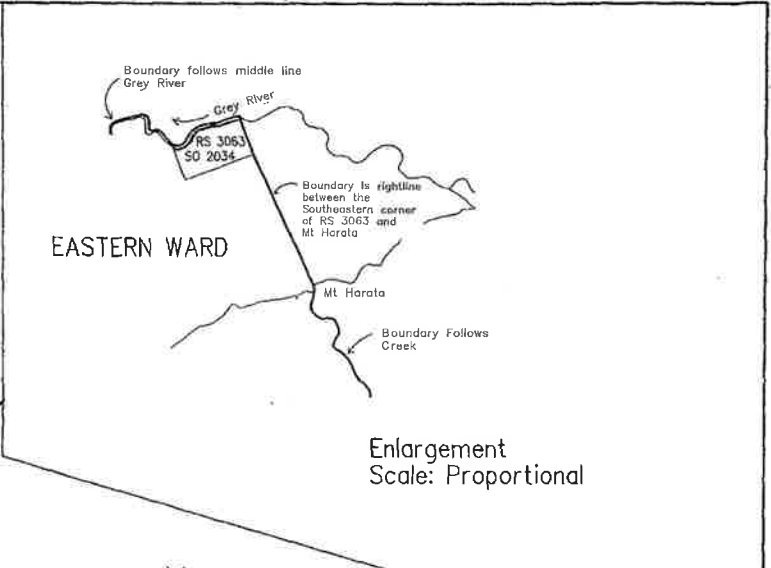 Boundary follows middle line
Grey River
Grey River
RS 3063
SO 2034
Boundary is rightline
between the
Southeastern corner
of RS 3063 and
Mt Harata
EASTERN WARD
Mt Harata
Boundary Follows
Creek
Enlargement
Scale: Proportional